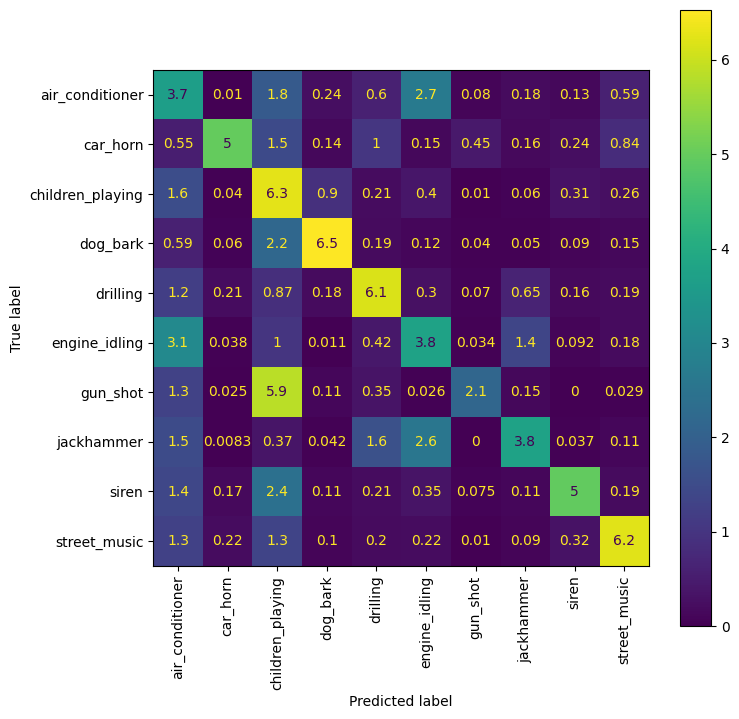 6
air_conditioner 3.7 0.01 1.8 0.24 0.6 2.7 0.08 0.18 0.13 0.59
car_horn 0.55 5 1.5 0.14 1 0.15 0.45 0.16 0.24 0.84
5
children_playing 1.6 0.04 6.3 0.9 0.21 0.4 0.01 0.06 0.31 0.26
dog_bark 0.59 0.06 2.2 6.5 0.19 0.12 0.04 0.05 0.09 0.15
4
drilling 1.2 0.21 0.87 0.18 6.1 0.3 0.07 0.65 0.16 0.19
True label
3
engine_idling 3.1 0.038 1 0.011 0.42 3.8 0.034 1.4 0.092 0.18
gun_shot 1.3 0.025 5.9 0.11 0.35 0.026 2.1 0.15 0 0.029
2
jackhammer 1.5 0.0083 0.37 0.042 1.6 2.6 0 3.8 0.037 0.11
siren 1.4 0.17 2.4 0.11 0.21 0.35 0.075 0.11 5 0.19
1
street_music 1.3 0.22 1.3 0.1 0.2 0.22 0.01 0.09 0.32 6.2
0
air_conditioner
car_horn
children_playing
dog_bark
drilling
engine_idling
gun_shot
jackhammer
siren
street_music
Predicted label